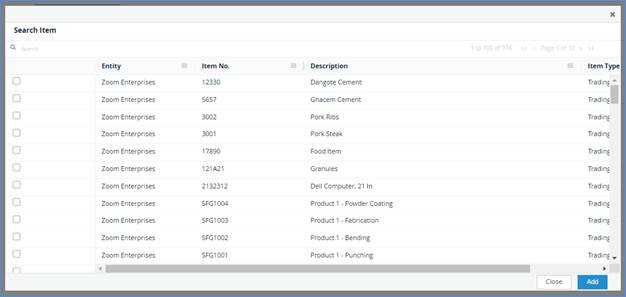 Search Item
Search
1 to 100 of 974 Page 1 of 10
Entity Item No. Description Item Type
Zoom Enterprises 12330 Dangote Cement Trading
Zoom Enterprises 5657 Ghacem Cement Trading
Zoom Enterprises 3002 Pork Ribs Trading
Zoom Enterprises 3001 Pork Steak Trading
Zoom Enterprises 17890 Food Item Trading
Zoom Enterprises 121A21 Granules Trading
Zoom Enterprises 2132312 Dell Computer, 21 In Trading
Zoom Enterprises SFG1004 Product 1 - Powder Coating Trading
Zoom Enterprises SFG1003 Product 1 - Fabrication Trading
Zoom Enterprises SFG1002 Product 1 - Bending Trading
Zoom Enterprises SFG1001 Product 1 - Punching Trading
Close Add